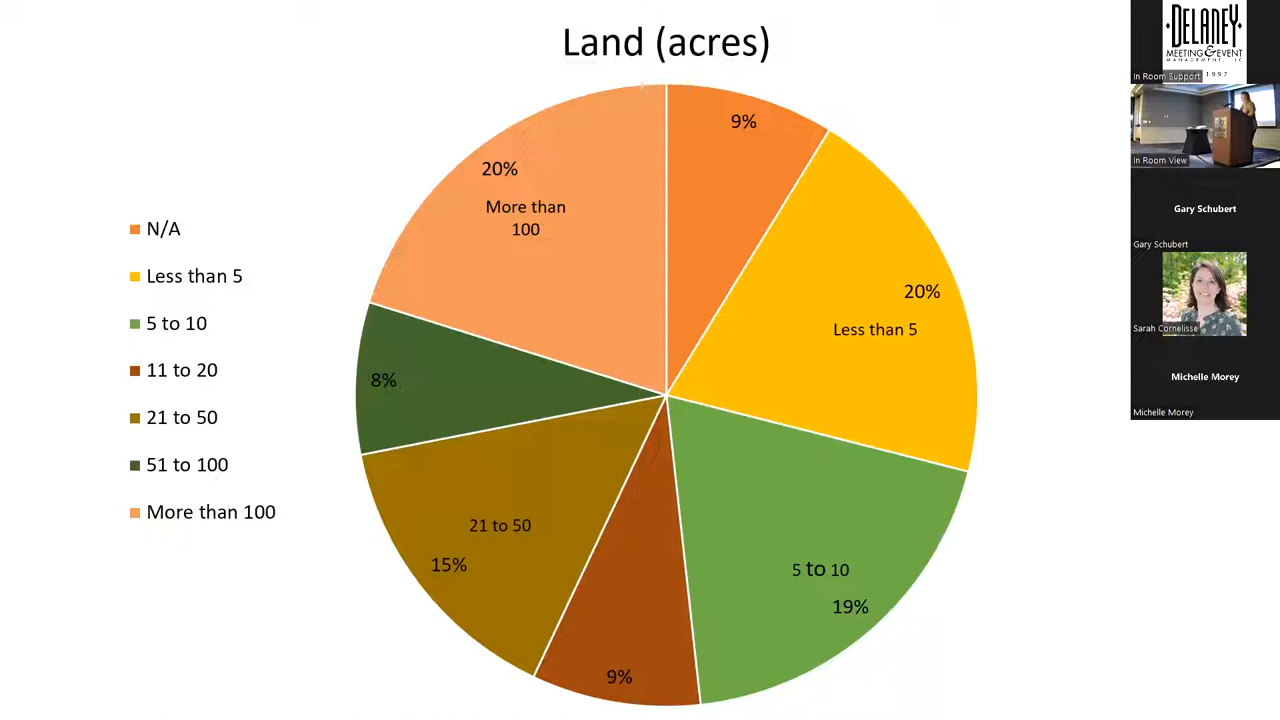 Land (acres)
N/A
Less than 5
5 to 10
11 to 20
21 to 50
51 to 100
More than 100
9%
20%
Less than 5
5 to 10
19%
9%
21 to 50
15%
8%
20%
More than
100
DELANEY
MEETING & EVENT
MANAGEMENT, LLC
1997
In Room Support
In Room View
Gary Schubert
Gary Schubert
Sarah Cornelisse
Michelle Morey
Michelle Morey